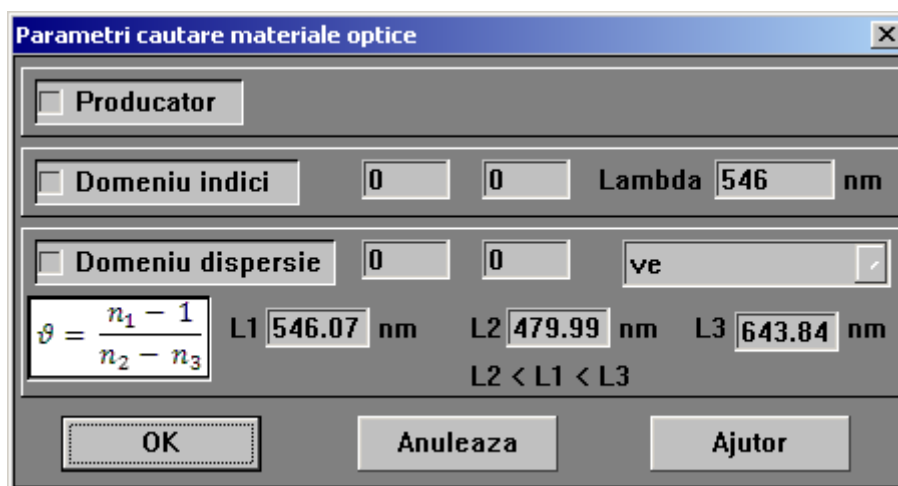 Parametri cautare materiale optice
Producator
Domeniu indici 0 0 Lambda 546 nm
Domeniu dispersie 0 0 ve
ϑ = (n₁ − 1) / (n₂ − n₃) L1 546.07 nm L2 479.99 nm L3 643.84 nm
L2 < L1 < L3
OK Anuleaza Ajutor